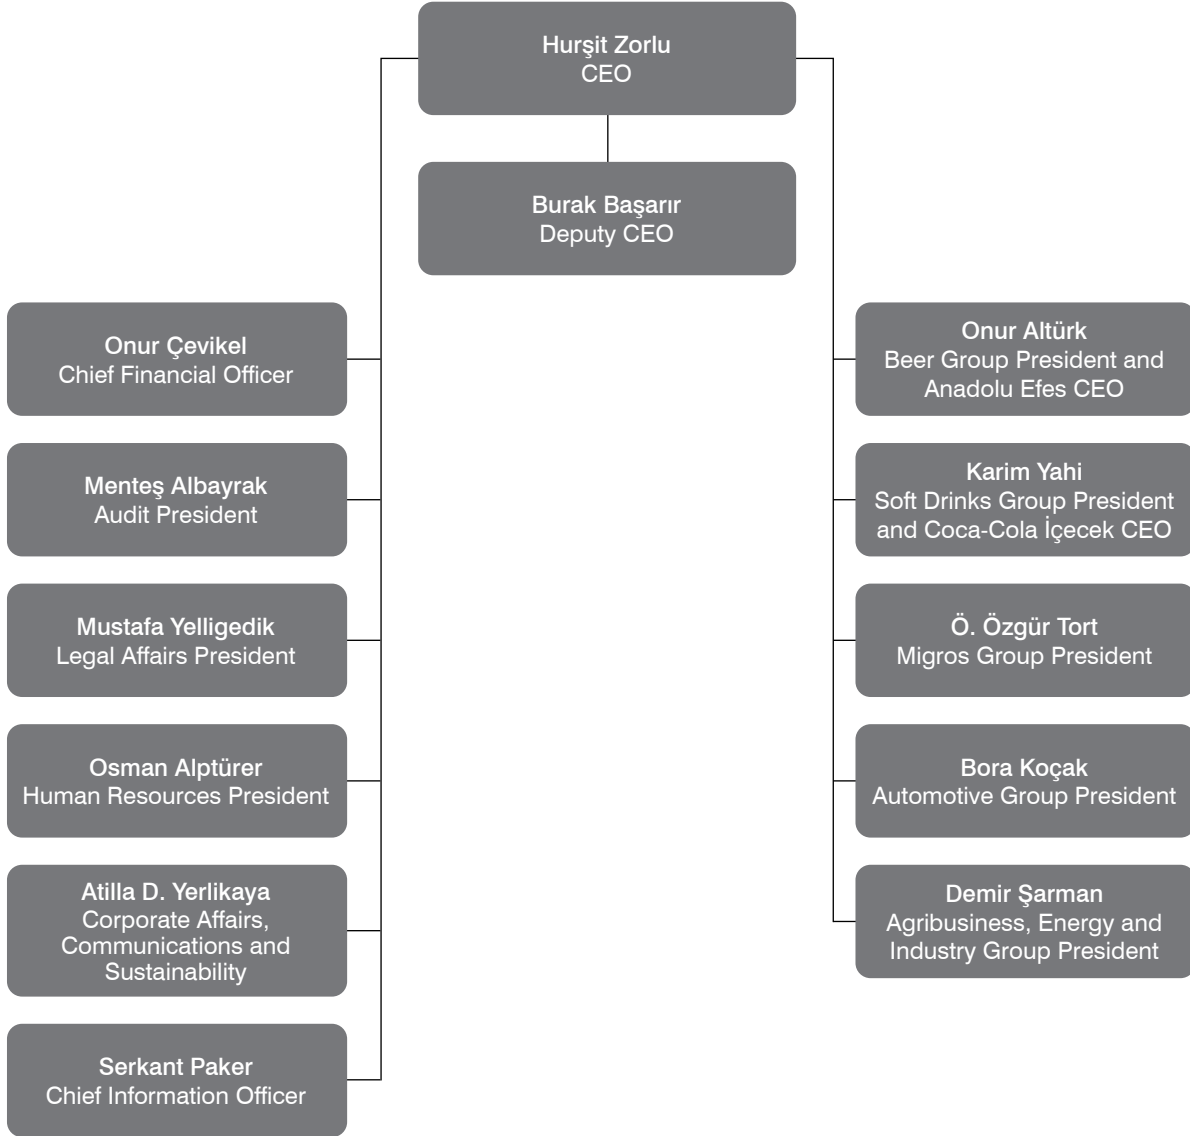 Hurşit Zorlu
CEO
Burak Başarır
Deputy CEO
Onur Çevikel
Chief Financial Officer
Menteş Albayrak
Audit President
Mustafa Yelligedik
Legal Affairs President
Osman Alptürer
Human Resources President
Atilla D. Yerlikaya
Corporate Affairs,
Communications and
Sustainability
Serkant Paker
Chief Information Officer
Onur Altürk
Beer Group President and
Anadolu Efes CEO
Karim Yahi
Soft Drinks Group President
and Coca-Cola İçecek CEO
Ö. Özgür Tort
Migros Group President
Bora Koçak
Automotive Group President
Demir Şarman
Agribusiness, Energy and
Industry Group President